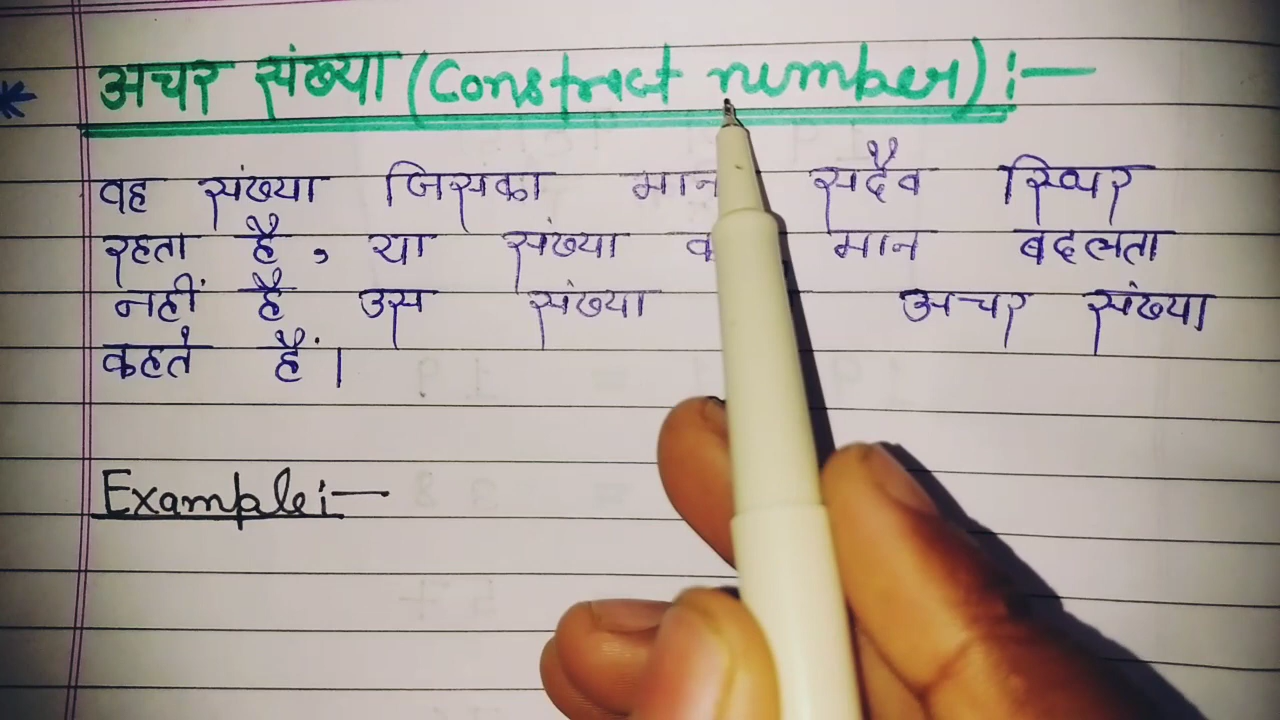 अचर संख्या (Constract number) :-
वह संख्या जिसका मान सदैव स्थिर
रहता है, या संख्या मान बदलता
नहीं है उस संख्या अचर संख्या
कहते हैं।
Example :-